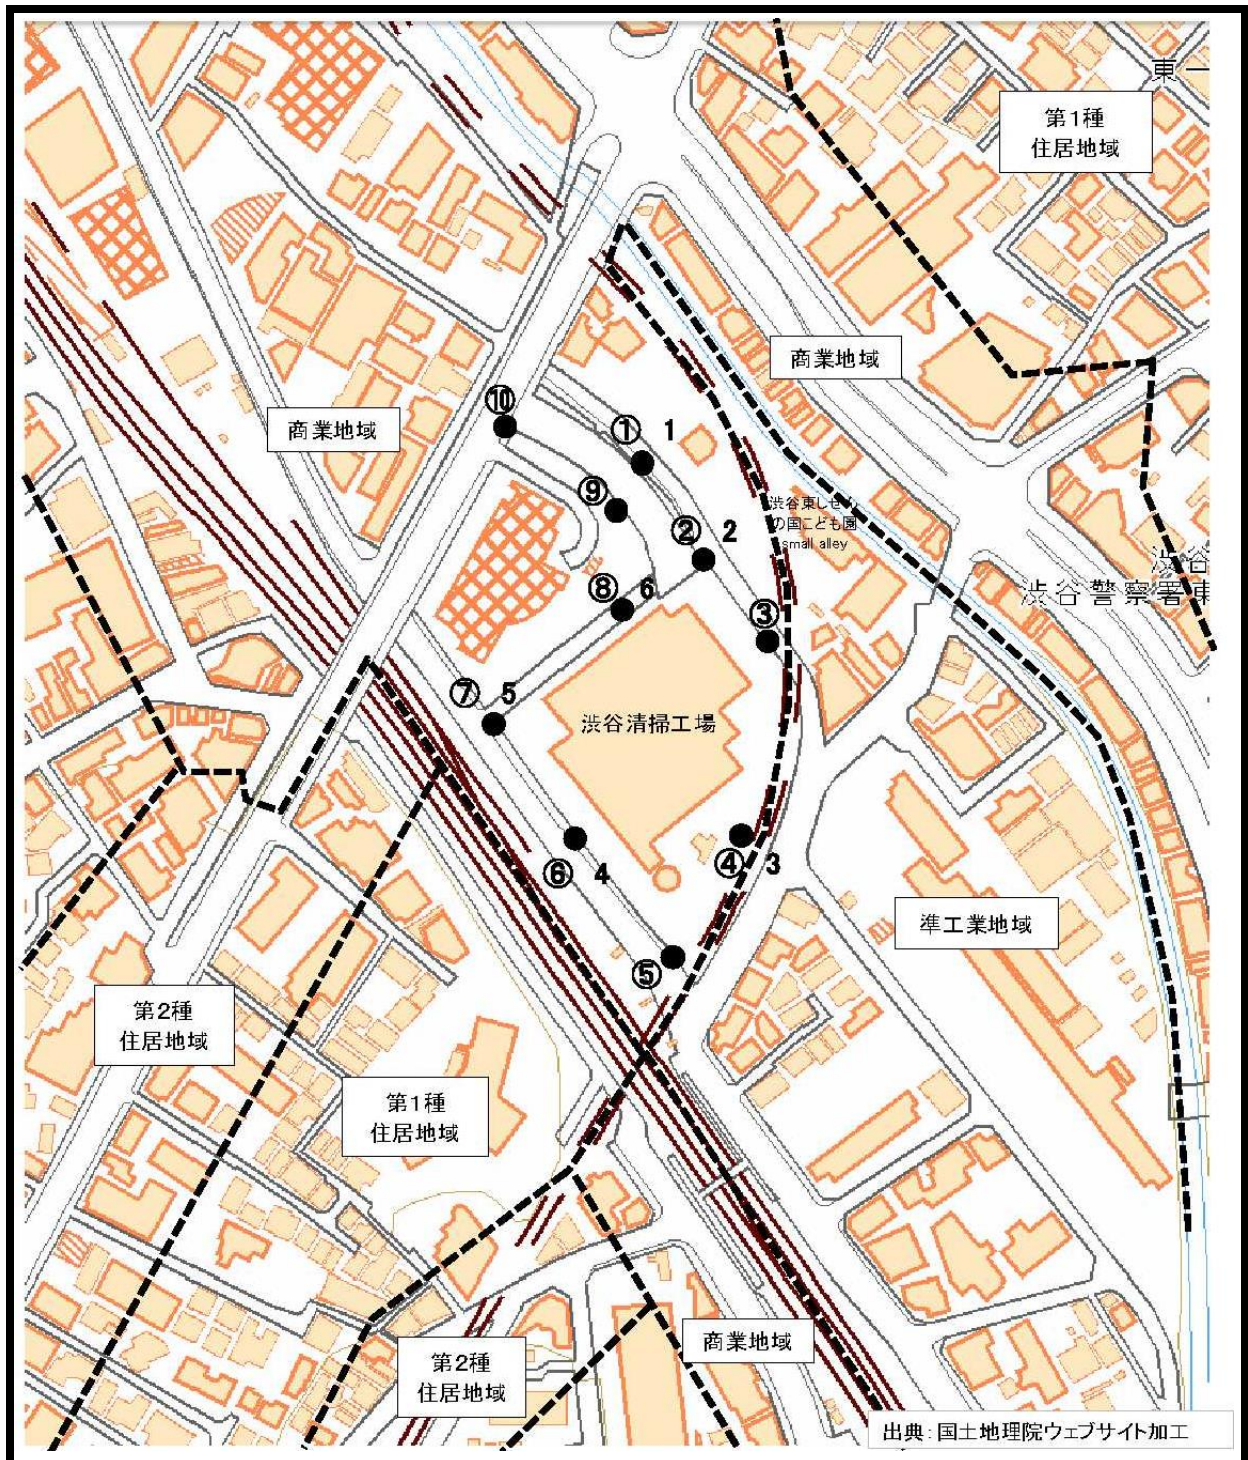 東一
第1種
住居地域
商業地域
商業地域
⑩
① 1
⑨
渋谷東しぜん
の国こども園
small alley
② 2
渋谷
渋谷警察署東
⑧ 6
③
⑦ 5
渋谷清掃工場
⑥ 4
④ 3
準工業地域
⑤
第2種
住居地域
第1種
住居地域
商業地域
第2種
住居地域
出典:国土地理院ウェブサイト加工